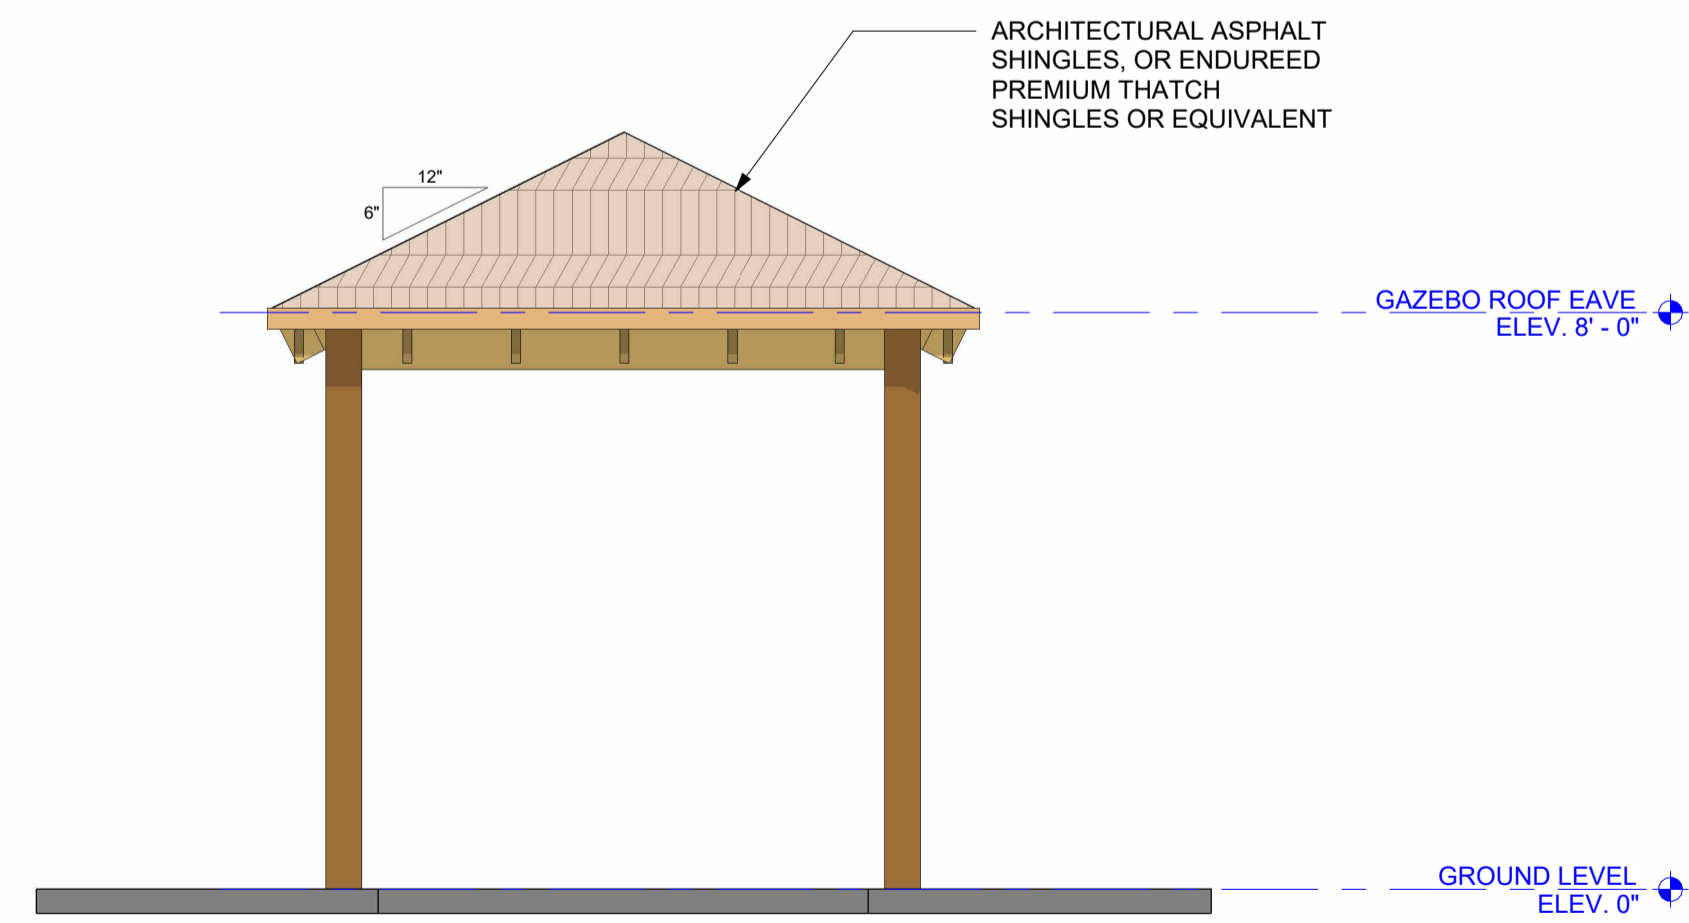 ARCHITECTURAL ASPHALT
SHINGLES, OR ENDUREED
PREMIUM THATCH
SHINGLES OR EQUIVALENT
12"
6"
GAZEBO ROOF EAVE
ELEV. 8' - 0"
GROUND LEVEL
ELEV. 0"